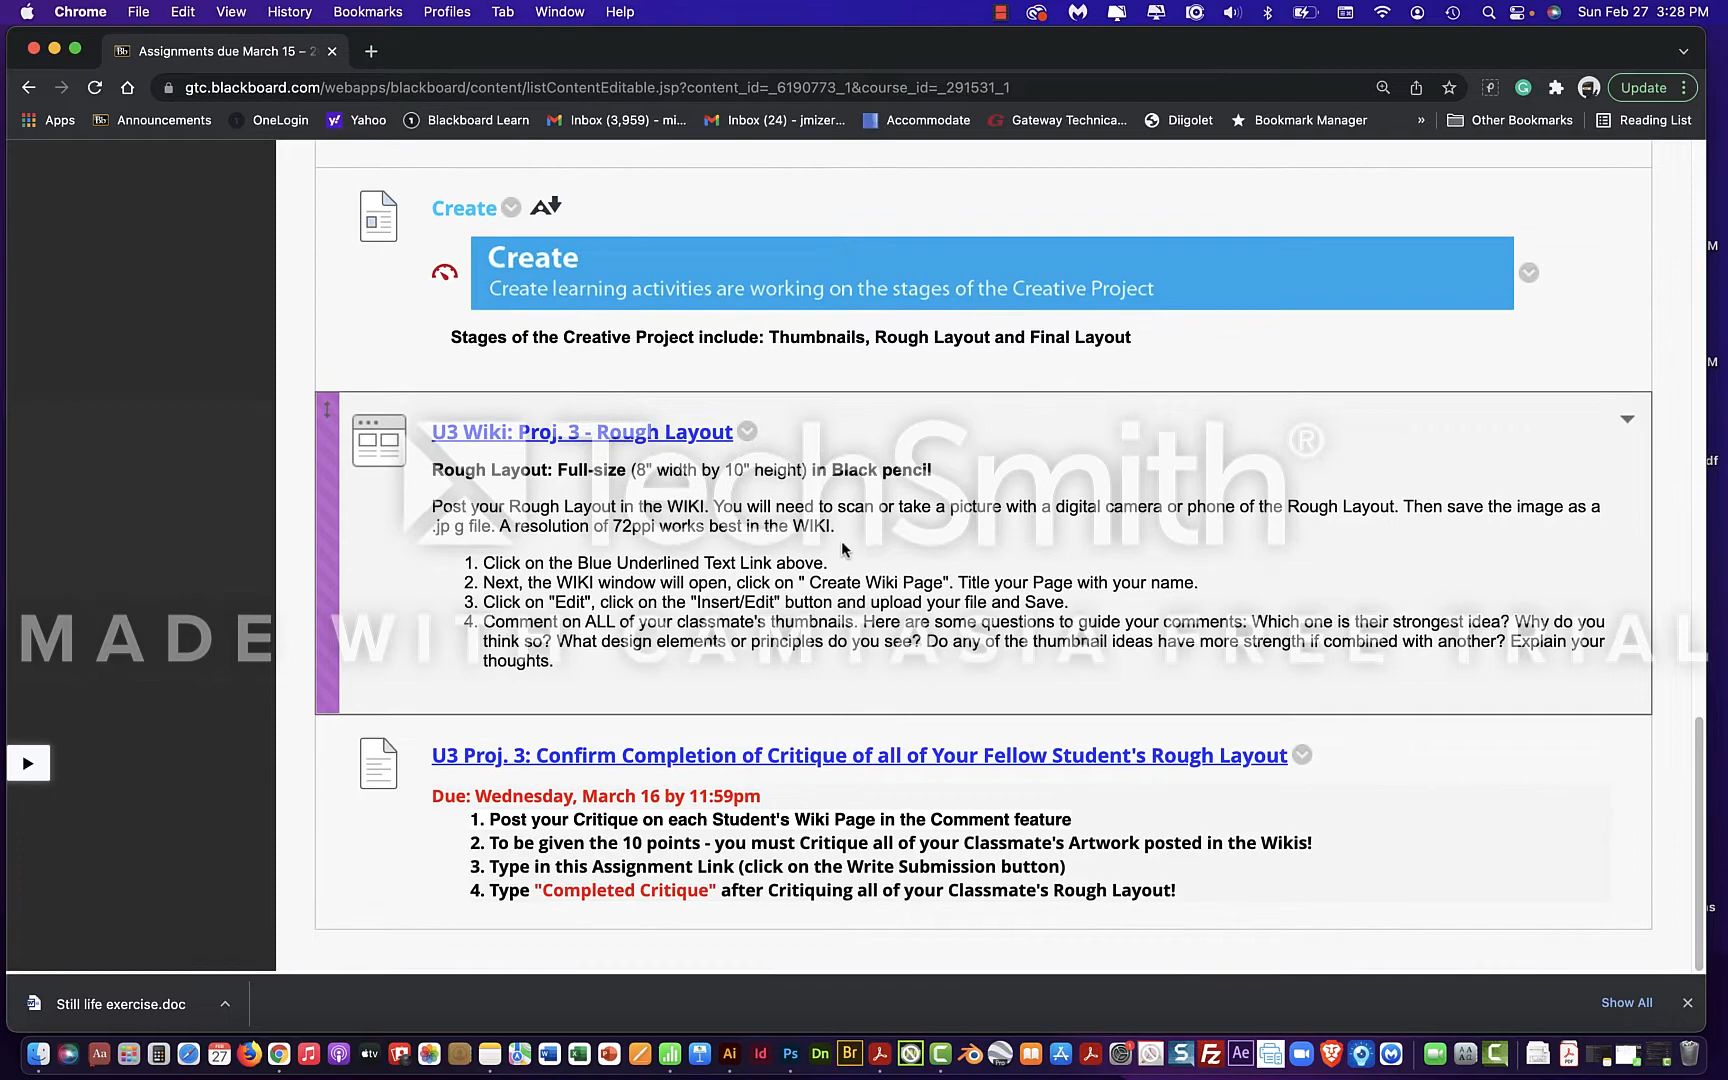 Chrome File Edit View History Bookmarks Profiles Tab Window Help Sun Feb 27 3:28 PM
Assignments due March 15 – 2
gtc.blackboard.com/webapps/blackboard/content/listContentEditable.jsp?content_id=_6190773_1&course_id=_291531_1 Update
Apps Announcements OneLogin Yahoo Blackboard Learn Inbox (3,959) - mi... Inbox (24) - jmizer... Accommodate Gateway Technica... Diigolet Bookmark Manager » Other Bookmarks Reading List
Create
Create
Create learning activities are working on the stages of the Creative Project
Stages of the Creative Project include: Thumbnails, Rough Layout and Final Layout
U3 Wiki: Proj. 3 - Rough Layout
Rough Layout: Full-size (8" width by 10" height) in Black pencil
Post your Rough Layout in the WIKI. You will need to scan or take a picture with a digital camera or phone of the Rough Layout. Then save the image as a
.jp g file. A resolution of 72ppi works best in the WIKI.
1. Click on the Blue Underlined Text Link above.
2. Next, the WIKI window will open, click on " Create Wiki Page". Title your Page with your name.
3. Click on "Edit", click on the "Insert/Edit" button and upload your file and Save.
4. Comment on ALL of your classmate's thumbnails. Here are some questions to guide your comments: Which one is their strongest idea? Why do you
think so? What design elements or principles do you see? Do any of the thumbnail ideas have more strength if combined with another? Explain your
thoughts.
TechSmith®
MADE WITH CAMTASIA FREE TRIAL
U3 Proj. 3: Confirm Completion of Critique of all of Your Fellow Student's Rough Layout
Due: Wednesday, March 16 by 11:59pm
1. Post your Critique on each Student's Wiki Page in the Comment feature
2. To be given the 10 points - you must Critique all of your Classmate's Artwork posted in the Wikis!
3. Type in this Assignment Link (click on the Write Submission button)
4. Type "Completed Critique" after Critiquing all of your Classmate's Rough Layout!
Still life exercise.doc Show All